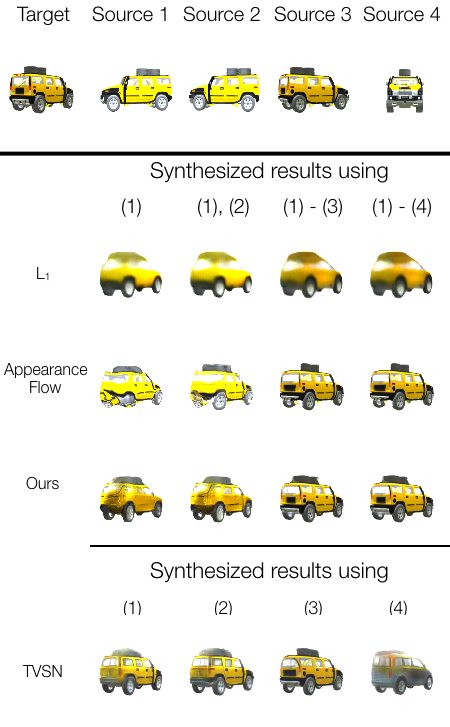 Target Source 1 Source 2 Source 3 Source 4
Synthesized results using
(1) (1), (2) (1) - (3) (1) - (4)
L₁
Appearance
Flow
Ours
Synthesized results using
(1) (2) (3) (4)
TVSN